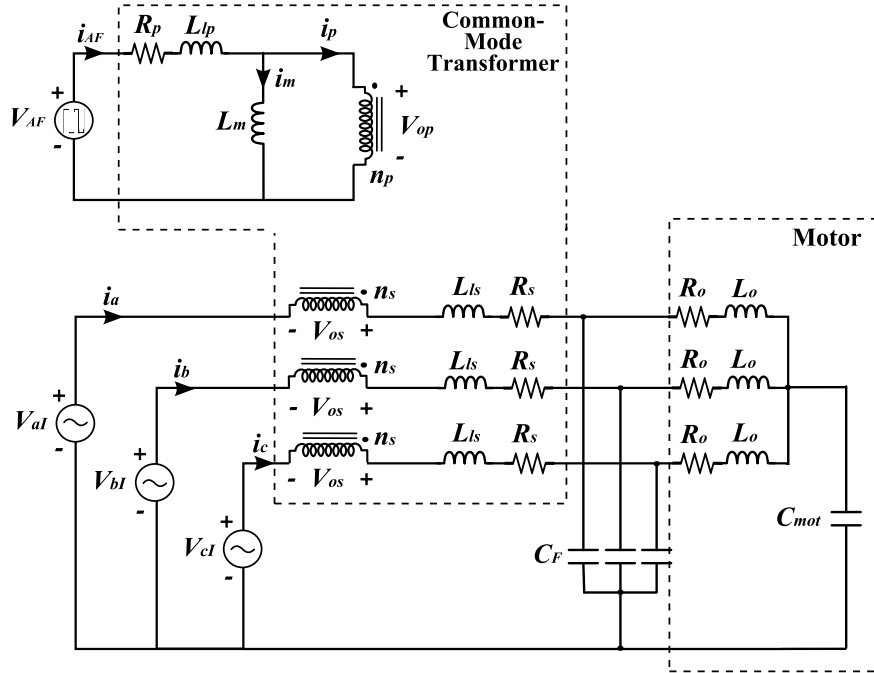 Common-
Mode
Transformer
i_AF
R_p
L_lp
i_p
i_m
+
V_AF
-
L_m
+
V_op
-
n_p
Motor
i_a
n_s
- V_os +
L_ls
R_s
R_o
L_o
i_b
n_s
- V_os +
L_ls
R_s
R_o
L_o
+
V_aI
-
i_c
n_s
- V_os +
L_ls
R_s
R_o
L_o
+
V_bI
-
+
V_cI
-
C_F
C_mot